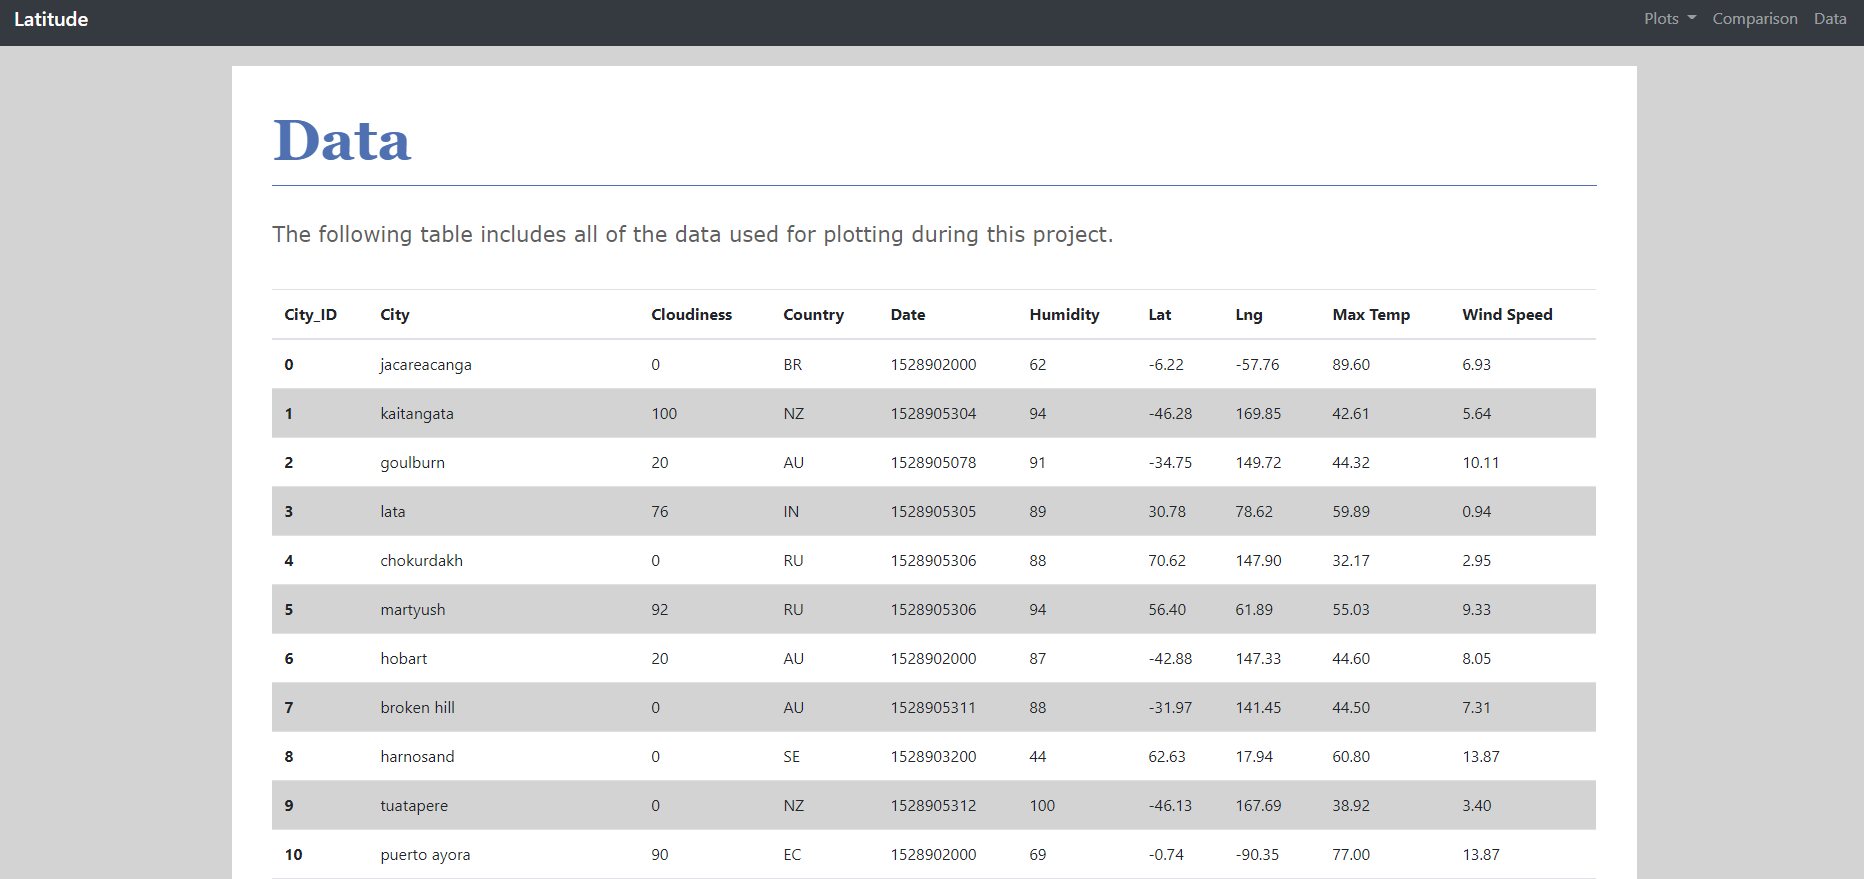 Latitude Plots Comparison Data
Data
The following table includes all of the data used for plotting during this project.
City_ID City Cloudiness Country Date Humidity Lat Lng Max Temp Wind Speed
0 jacareacanga 0 BR 1528902000 62 -6.22 -57.76 89.60 6.93
1 kaitangata 100 NZ 1528905304 94 -46.28 169.85 42.61 5.64
2 goulburn 20 AU 1528905078 91 -34.75 149.72 44.32 10.11
3 lata 76 IN 1528905305 89 30.78 78.62 59.89 0.94
4 chokurdakh 0 RU 1528905306 88 70.62 147.90 32.17 2.95
5 martyush 92 RU 1528905306 94 56.40 61.89 55.03 9.33
6 hobart 20 AU 1528902000 87 -42.88 147.33 44.60 8.05
7 broken hill 0 AU 1528905311 88 -31.97 141.45 44.50 7.31
8 harnosand 0 SE 1528903200 44 62.63 17.94 60.80 13.87
9 tuatapere 0 NZ 1528905312 100 -46.13 167.69 38.92 3.40
10 puerto ayora 90 EC 1528902000 69 -0.74 -90.35 77.00 13.87